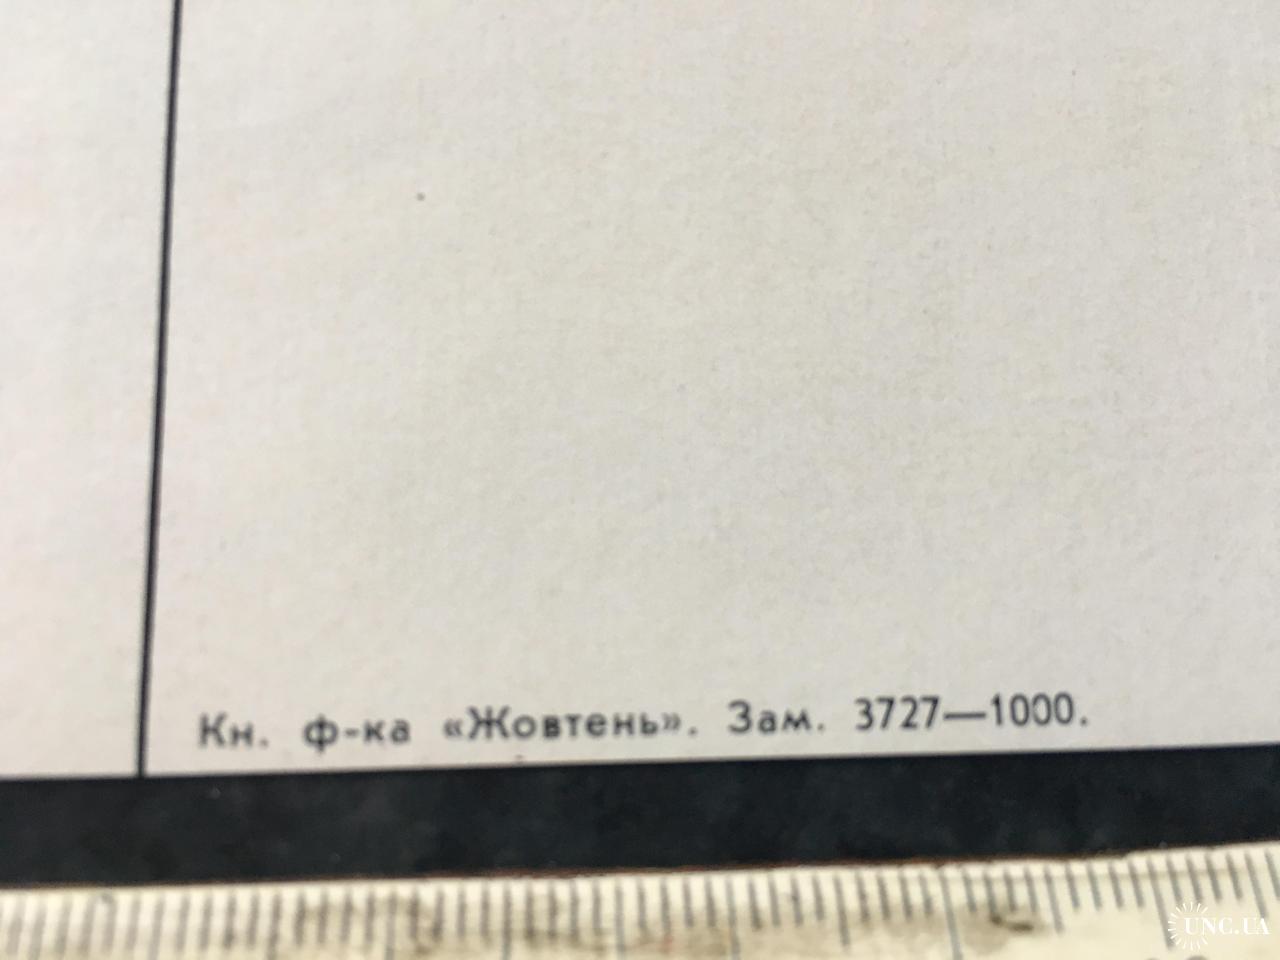 Кн. ф-ка «Жовтень». Зам. 3727—1000.
UNC.UA